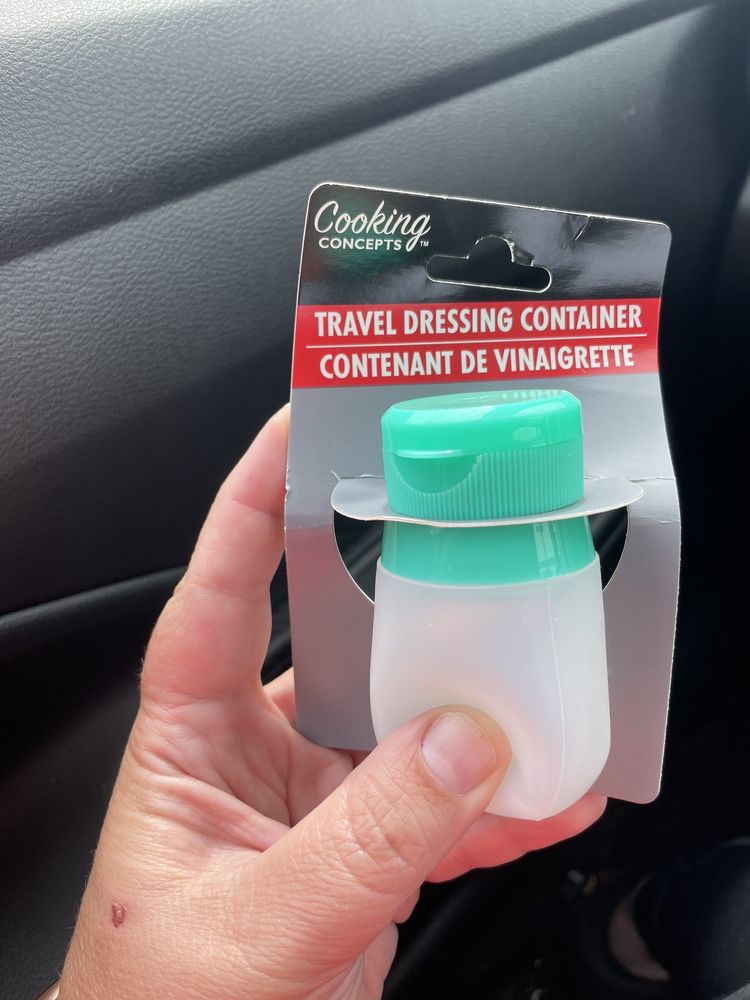 Cooking
CONCEPTS™
TRAVEL DRESSING CONTAINER
CONTENANT DE VINAIGRETTE